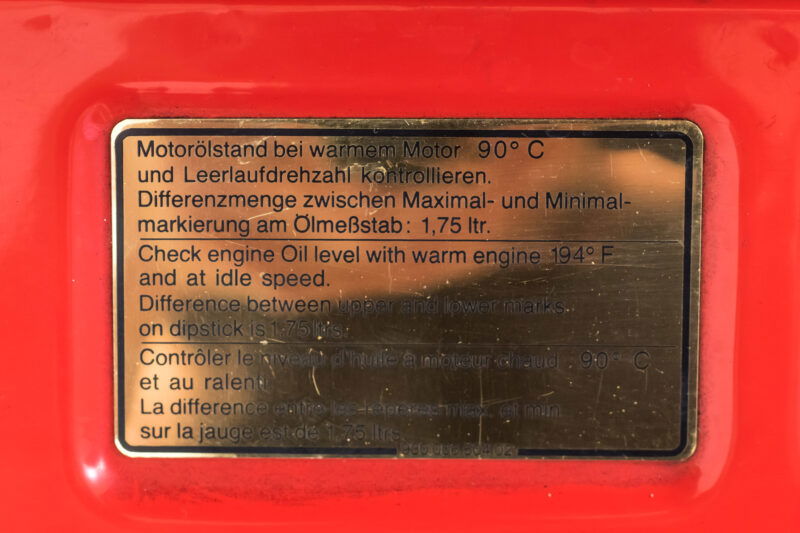 Motorölstand bei warmem Motor 90° C
und Leerlaufdrehzahl kontrollieren.
Differenzmenge zwischen Maximal- und Minimal-
markierung am Ölmeßstab: 1,75 ltr.
Check engine Oil level with warm engine 194° F
and at idle speed.
Difference between upper and lower marks
on dipstick is 1.75 ltrs.
Contrôler le niveau d'huile à moteur chaud 90° C
et au ralenti.
La différence entre les repères max. et min.
sur la jauge est de 1,75 ltrs.